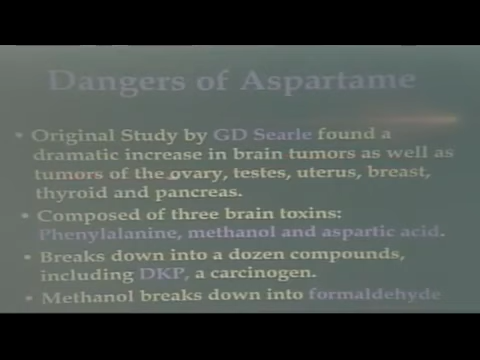 Dangers of Aspartame
• Original Study by GD Searle found a
dramatic increase in brain tumors as well as
tumors of the ovary, testes, uterus, breast,
thyroid and pancreas.
• Composed of three brain toxins:
Phenylalanine, methanol and aspartic acid.
• Breaks down into a dozen compounds,
including DKP, a carcinogen.
• Methanol breaks down into formaldehyde